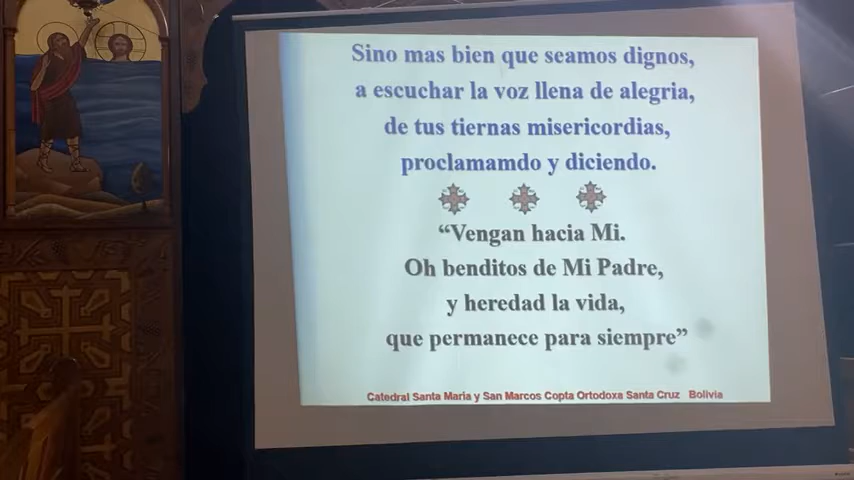 Sino mas bien que seamos dignos,
a escuchar la voz llena de alegria,
de tus tiernas misericordias,
proclamamdo y diciendo.
“Vengan hacia Mi.
Oh benditos de Mi Padre,
y heredad la vida,
que permanece para siempre”
Catedral Santa Maria y San Marcos Copta Ortodoxa Santa Cruz Bolivia